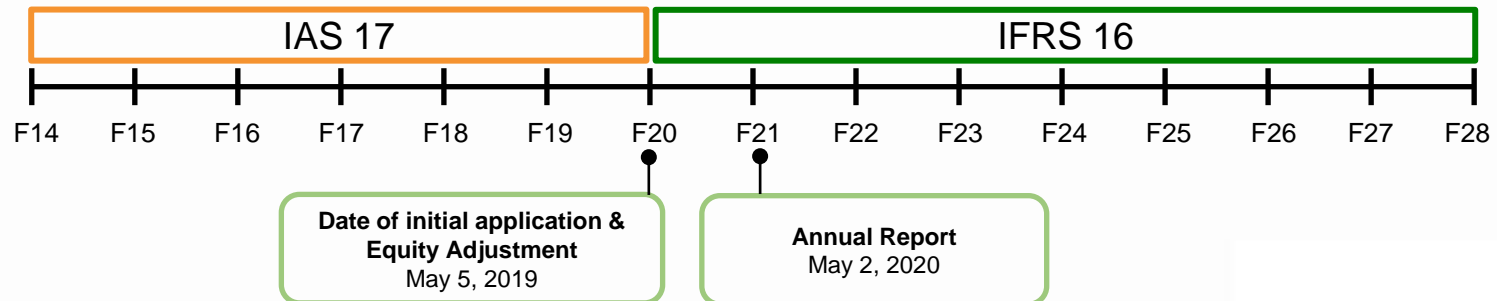 IAS 17 IFRS 16
F14 F15 F16 F17 F18 F19 F20 F21 F22 F23 F24 F25 F26 F27 F28
Date of initial application &
Equity Adjustment
May 5, 2019
Annual Report
May 2, 2020